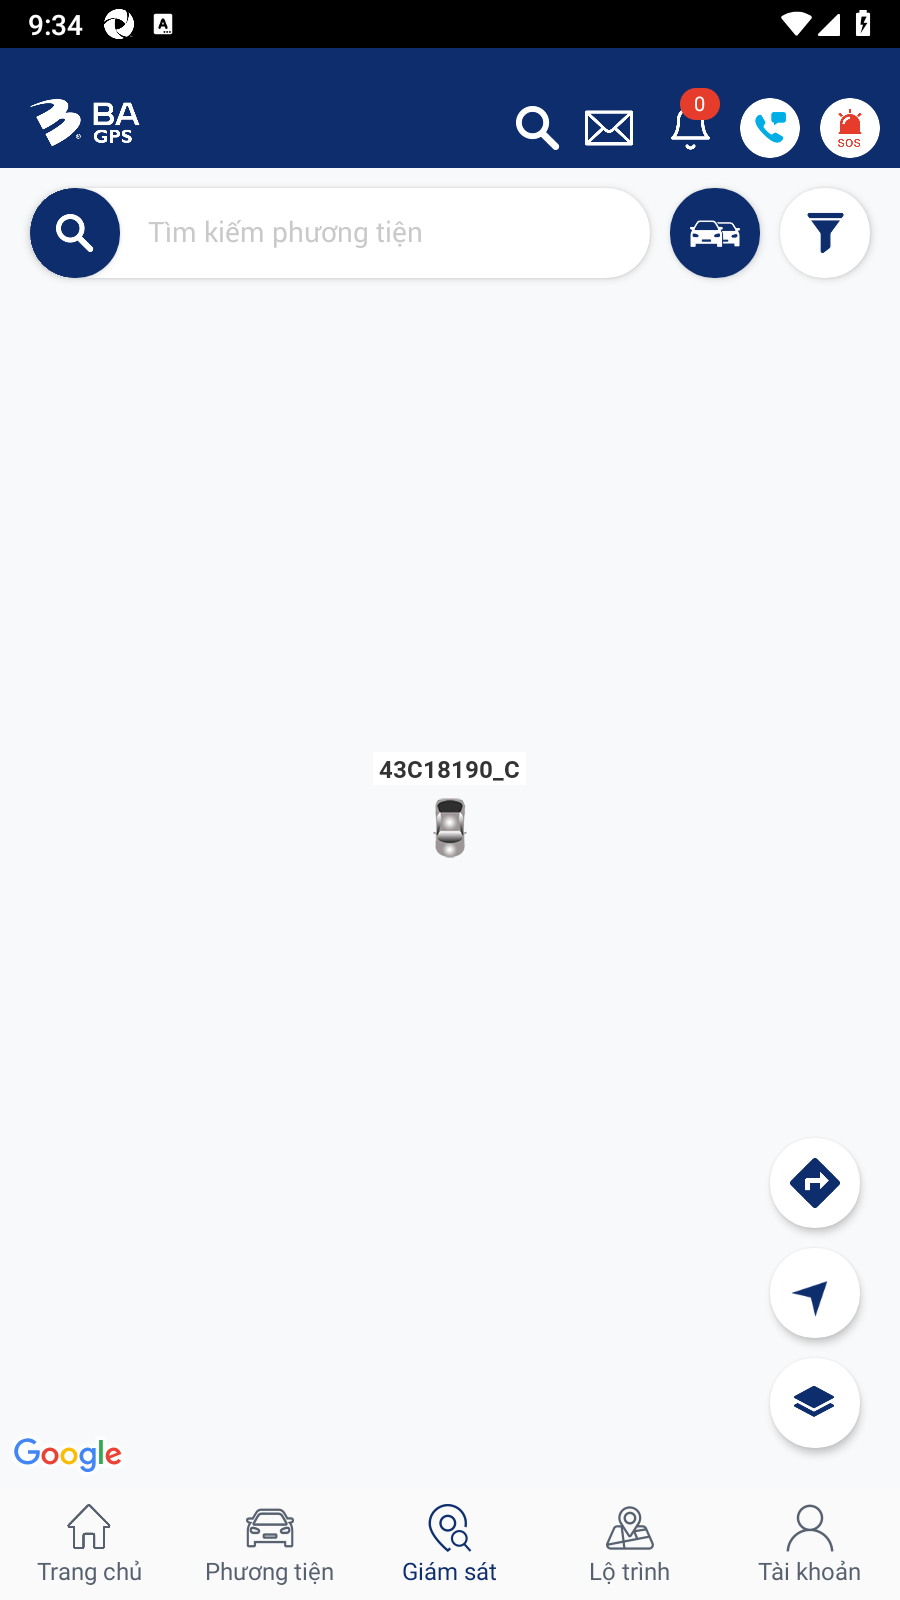 9:34
BA
GPS
0
SOS
Tìm kiếm phương tiện
43C18190_C
Google
Trang chủ
Phương tiện
Giám sát
Lộ trình
Tài khoản